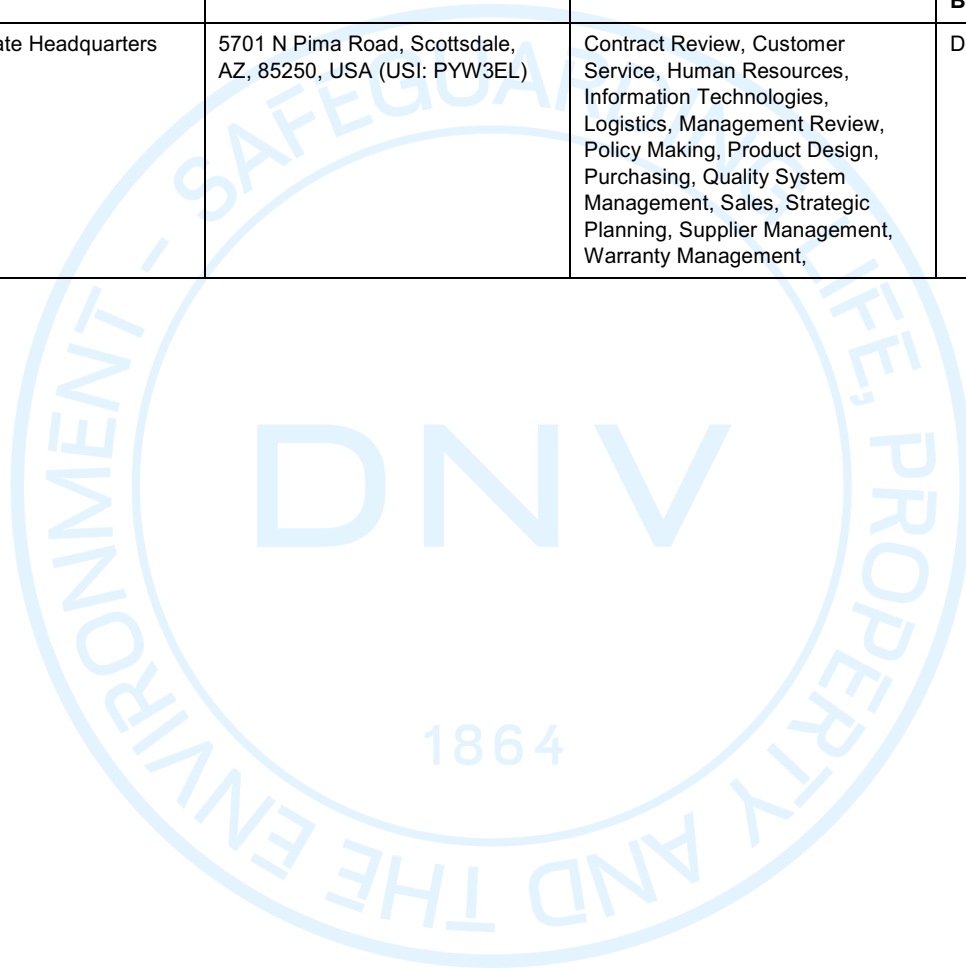 B
ate Headquarters
5701 N Pima Road, Scottsdale,
AZ, 85250, USA (USI: PYW3EL)
Contract Review, Customer
Service, Human Resources,
Information Technologies,
Logistics, Management Review,
Policy Making, Product Design,
Purchasing, Quality System
Management, Sales, Strategic
Planning, Supplier Management,
Warranty Management,
D
SAFEGUARDING LIFE, PROPERTY AND THE ENVIRONMENT -
DNV
1864